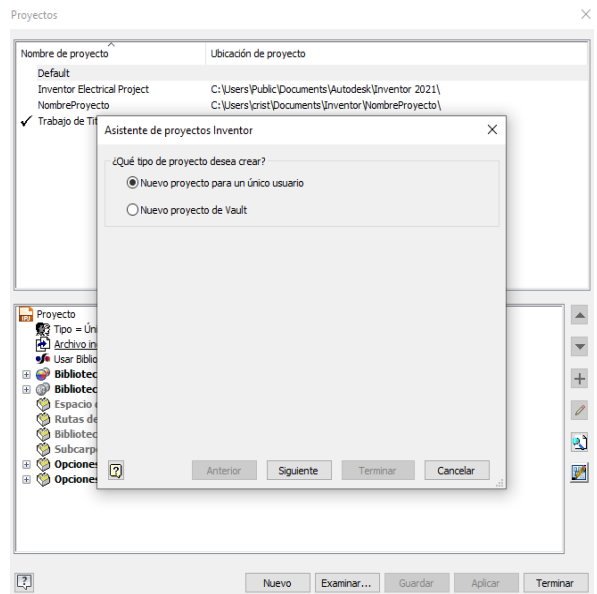 Proyectos
Nombre de proyecto Ubicación de proyecto
Default
Inventor Electrical Project C:\Users\Public\Documents\Autodesk\Inventor 2021\
NombreProyecto C:\Users\crist\Documents\Inventor\NombreProyecto\
Trabajo de Tit
Asistente de proyectos Inventor
¿Qué tipo de proyecto desea crear?
Nuevo proyecto para un único usuario
Nuevo proyecto de Vault
Proyecto
Tipo = Ún
Archivo in
Usar Biblio
Bibliotec
Bibliotec
Espacio
Rutas de
Bibliotec
Subcarp
Opciones
Opciones
Anterior Siguiente Terminar Cancelar
Nuevo Examinar... Guardar Aplicar Terminar